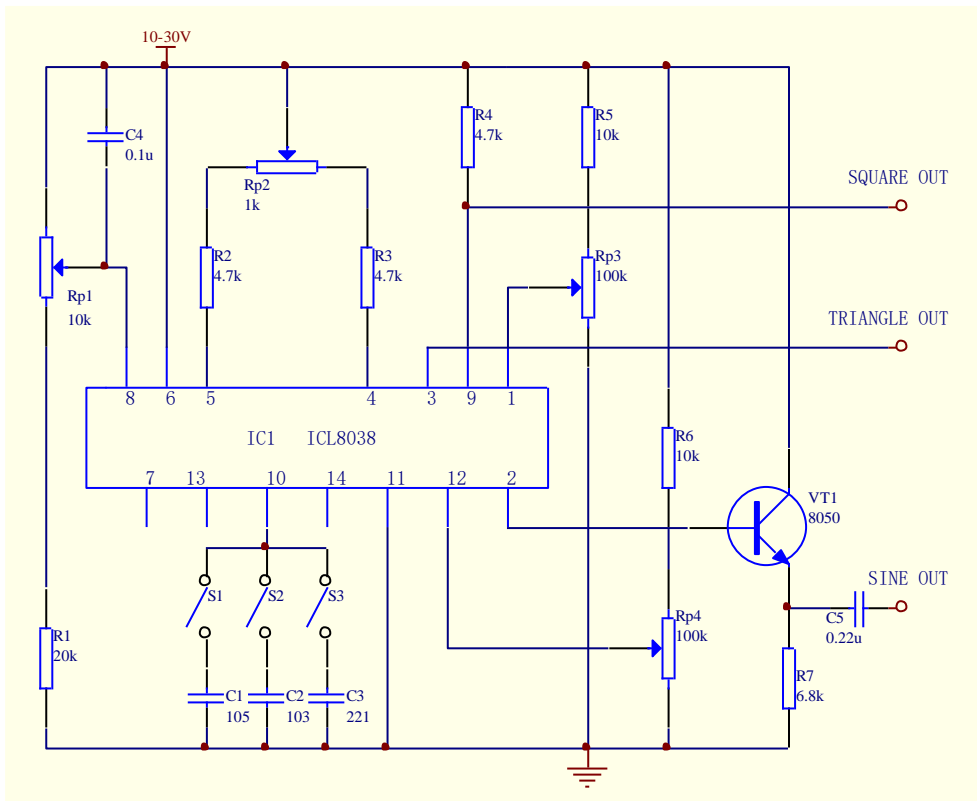 10-30V
C4
0.1u
R4
4.7k
R5
10k
SQUARE OUT
Rp2
1k
R2
4.7k
R3
4.7k
Rp3
100k
Rp1
10k
TRIANGLE OUT
8 6 5 4 3 9 1
IC1 ICL8038
7 13 10 14 11 12 2
R6
10k
VT1
8050
SINE OUT
S1 S2 S3
C5
0.22u
Rp4
100k
R1
20k
R7
6.8k
C1
105
C2
103
C3
221